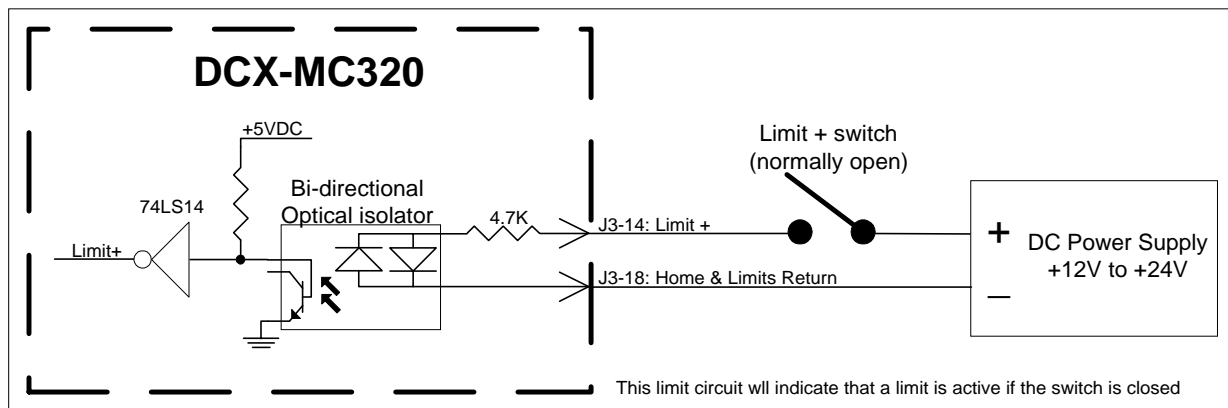 DCX-MC320
+5VDC
74LS14
Bi-directional
Optical isolator
Limit+
4.7K
J3-14: Limit +
J3-18: Home & Limits Return
Limit + switch
(normally open)
+
–
DC Power Supply
+12V to +24V
This limit circuit wll indicate that a limit is active if the switch is closed